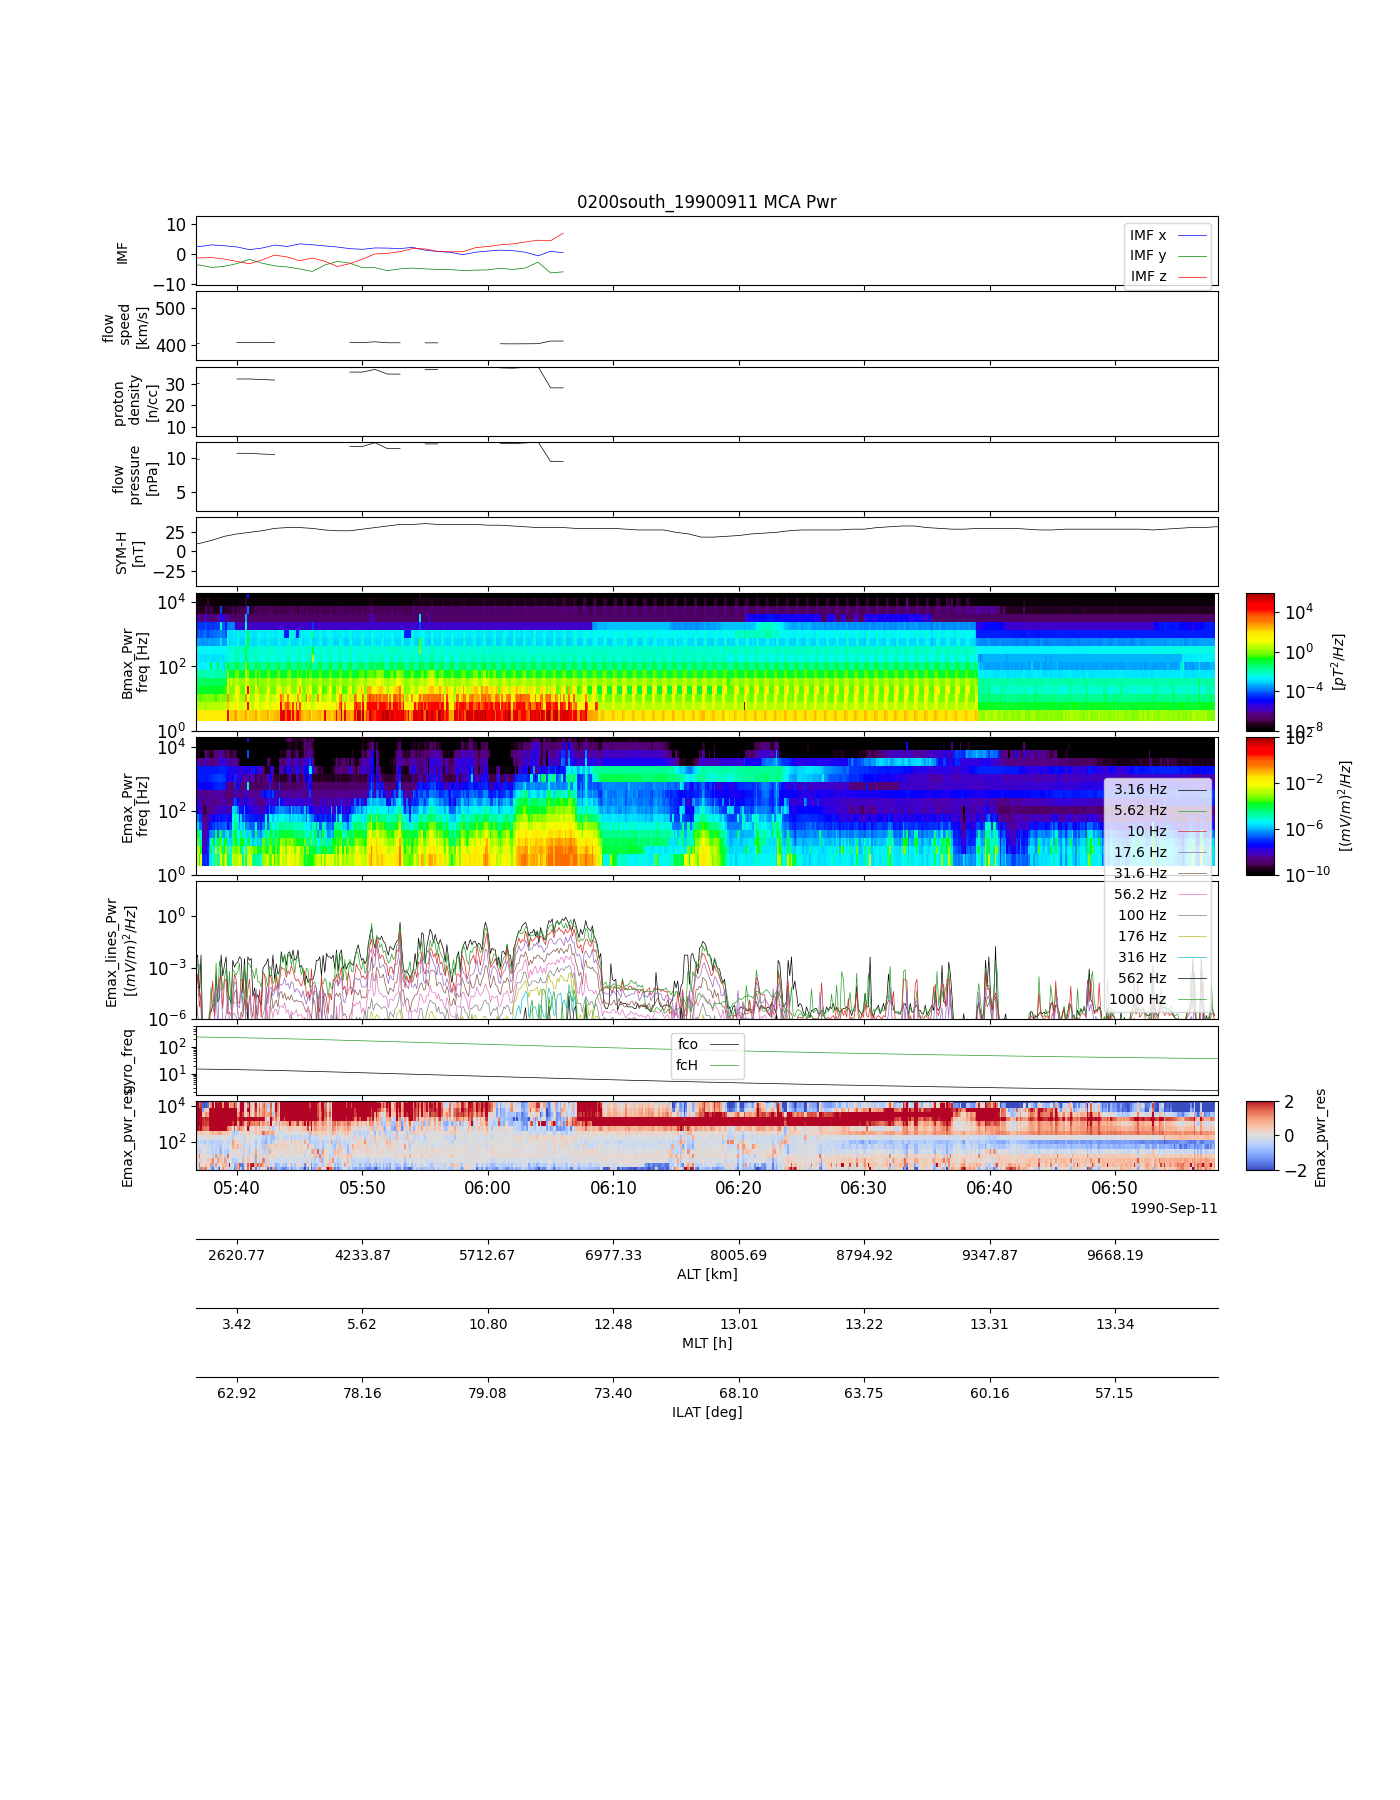 0200south_19900911 MCA Pwr
10
0
−10
IMF
IMF x
IMF y
IMF z
500
400
flow
speed
[km/s]
30
20
10
proton
density
[n/cc]
10
5
flow
pressure
[nPa]
25
0
−25
SYM-H
[nT]
10^4
10^2
10^0
Bmax_Pwr
freq [Hz]
10^4
10^0
10^−4
10^−8
[pT^2/Hz]
10^4
10^2
10^0
Emax_Pwr
freq [Hz]
10^2
10^−2
10^−6
10^−10
[(mV/m)^2/Hz]
3.16 Hz
5.62 Hz
10 Hz
17.6 Hz
31.6 Hz
56.2 Hz
100 Hz
176 Hz
316 Hz
562 Hz
1000 Hz
10^0
10^−3
10^−6
Emax_lines_Pwr
[(mV/m)^2/Hz]
10^2
10^1
gyro_freq
fco
fcH
10^4
10^2
Emax_pwr_res
2
0
−2
Emax_pwr_res
05:40 05:50 06:00 06:10 06:20 06:30 06:40 06:50
1990-Sep-11
2620.77 4233.87 5712.67 6977.33 8005.69 8794.92 9347.87 9668.19
ALT [km]
3.42 5.62 10.80 12.48 13.01 13.22 13.31 13.34
MLT [h]
62.92 78.16 79.08 73.40 68.10 63.75 60.16 57.15
ILAT [deg]